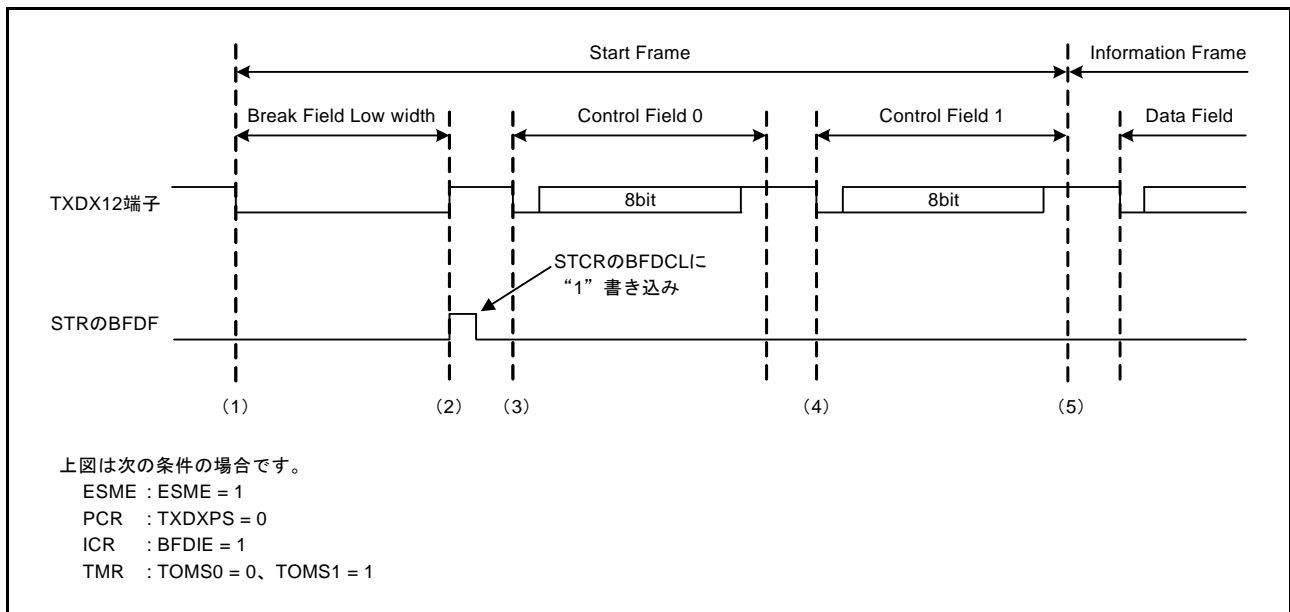 Start Frame
Information Frame
Break Field Low width
Control Field 0
Control Field 1
Data Field
TXDX12端子
8bit
8bit
STCRのBFDCLに
“1”書き込み
STRのBFDF
(1)
(2)
(3)
(4)
(5)
上図は次の条件の場合です。
ESME : ESME = 1
PCR : TXDXPS = 0
ICR : BFDIE = 1
TMR : TOMS0 = 0、TOMS1 = 1